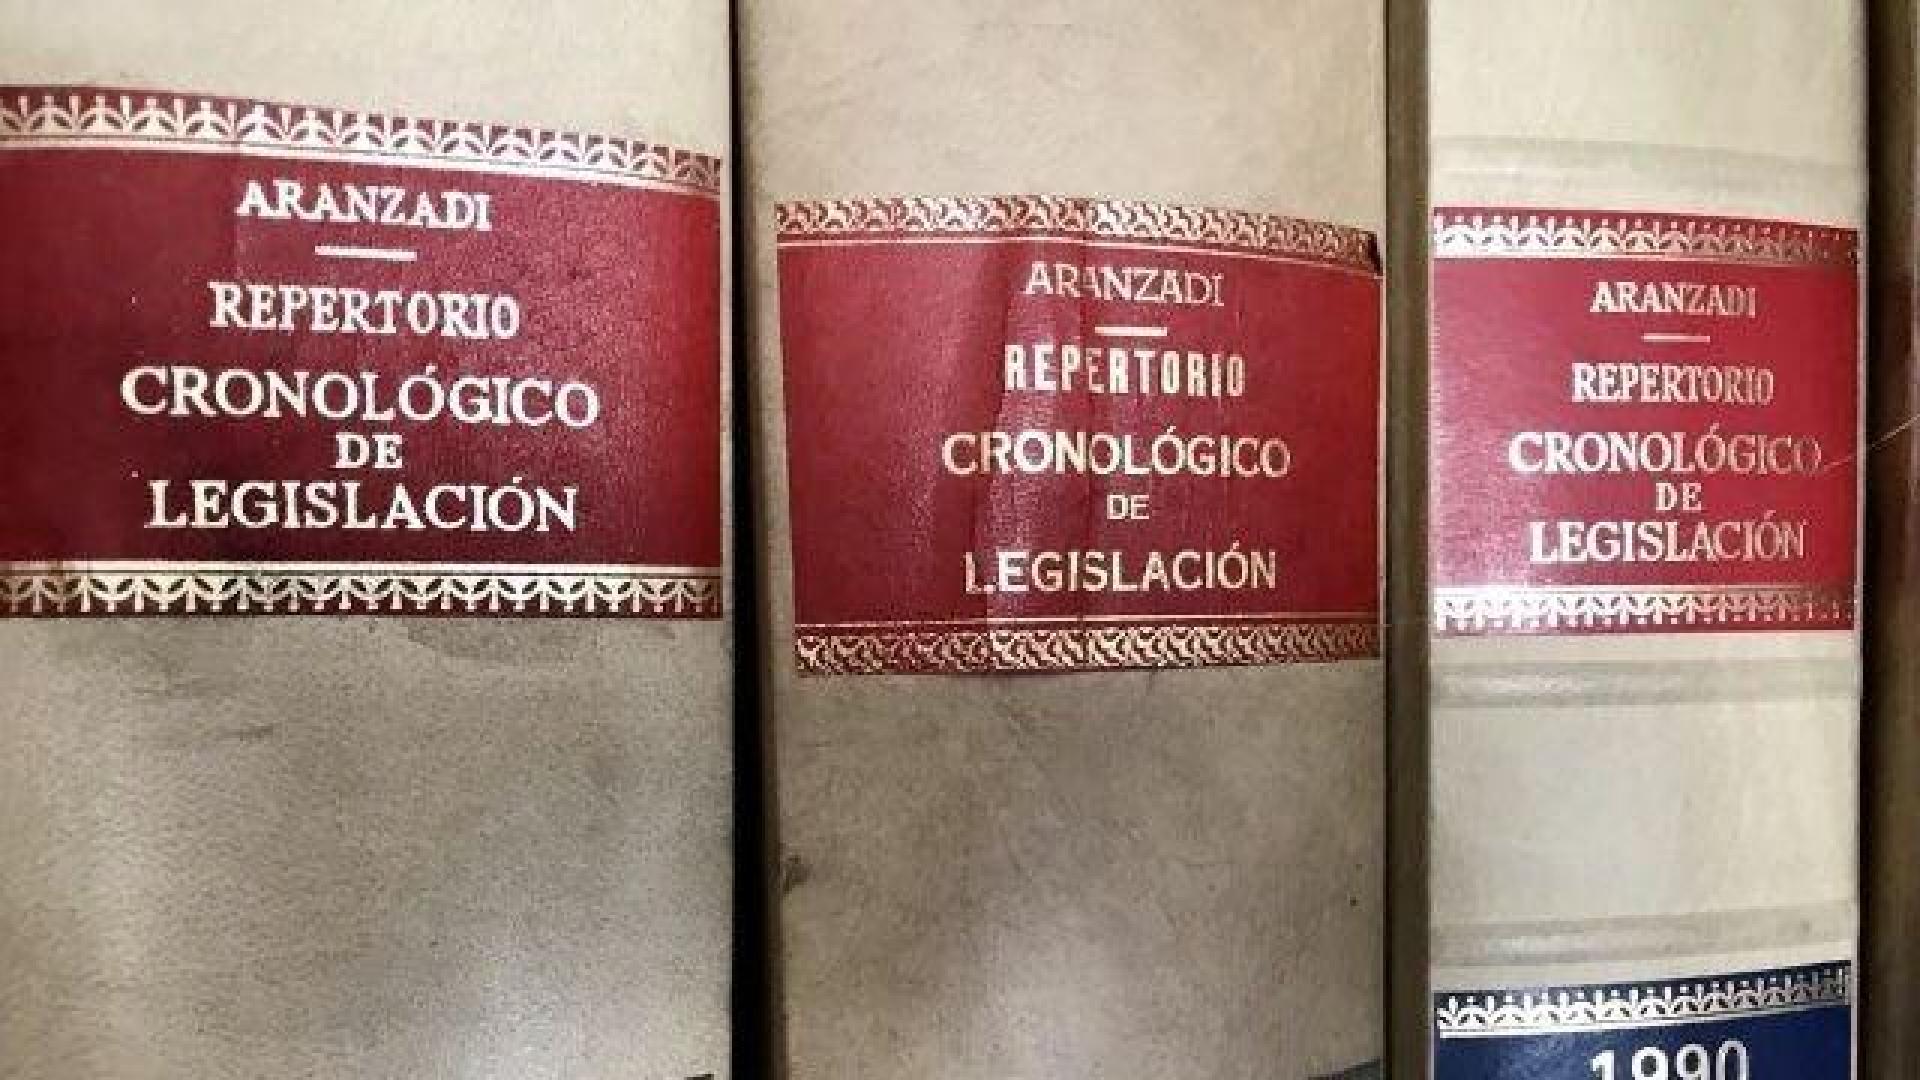 ARANZADI
REPERTORIO
CRONOLÓGICO
DE
LEGISLACIÓN
ARANZADI
REPERTORIO
CRONOLÓGICO
DE
LEGISLACIÓN
ARANZADI
REPERTORIO
CRONOLÓGICO
DE
LEGISLACIÓN
1990